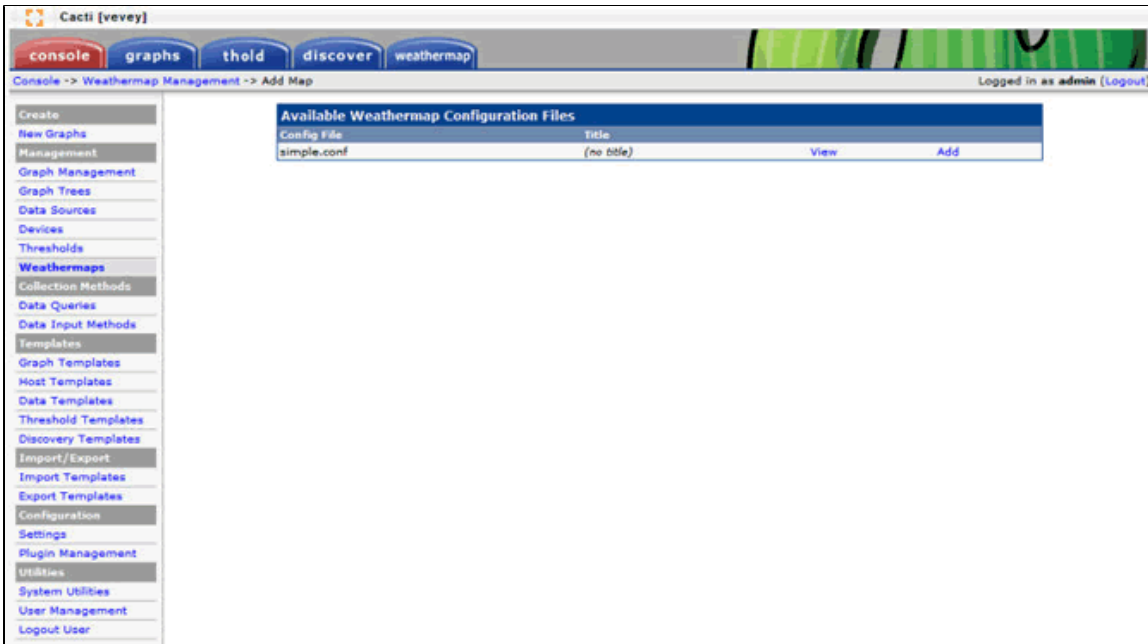 Cacti [vevey]
console graphs thold discover weathermap
Console -> Weathermap Management -> Add Map Logged in as admin (Logout)
Create
New Graphs
Management
Graph Management
Graph Trees
Data Sources
Devices
Thresholds
Weathermaps
Collection Methods
Data Queries
Data Input Methods
Templates
Graph Templates
Host Templates
Data Templates
Threshold Templates
Discovery Templates
Import/Export
Import Templates
Export Templates
Configuration
Settings
Plugin Management
Utilities
System Utilities
User Management
Logout User
Available Weathermap Configuration Files
Config File Title
simple.conf (no title) View Add